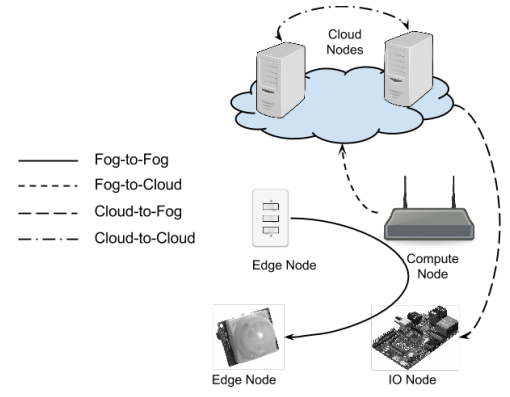 Cloud
Nodes
Fog-to-Fog
Fog-to-Cloud
Cloud-to-Fog
Cloud-to-Cloud
Edge Node
Compute
Node
Edge Node
IO Node